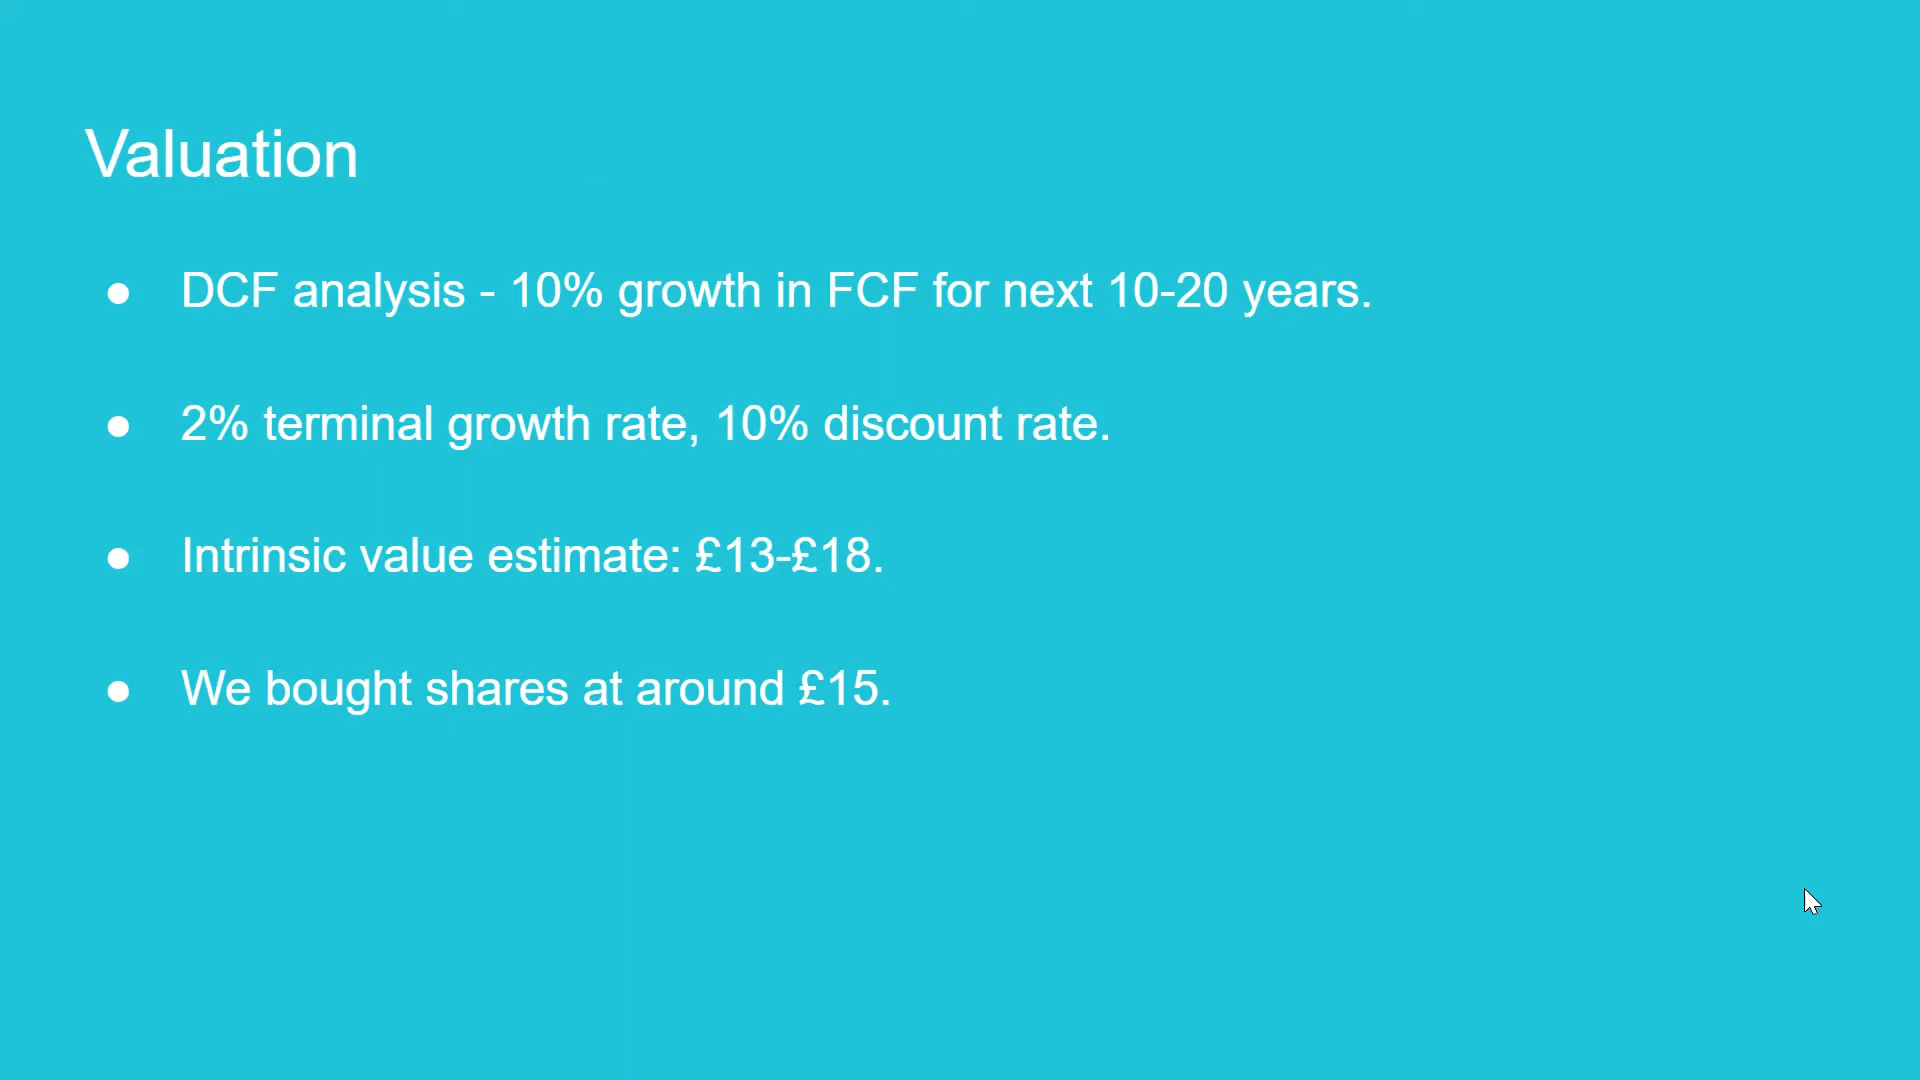 Valuation
● DCF analysis - 10% growth in FCF for next 10-20 years.
● 2% terminal growth rate, 10% discount rate.
● Intrinsic value estimate: £13-£18.
● We bought shares at around £15.